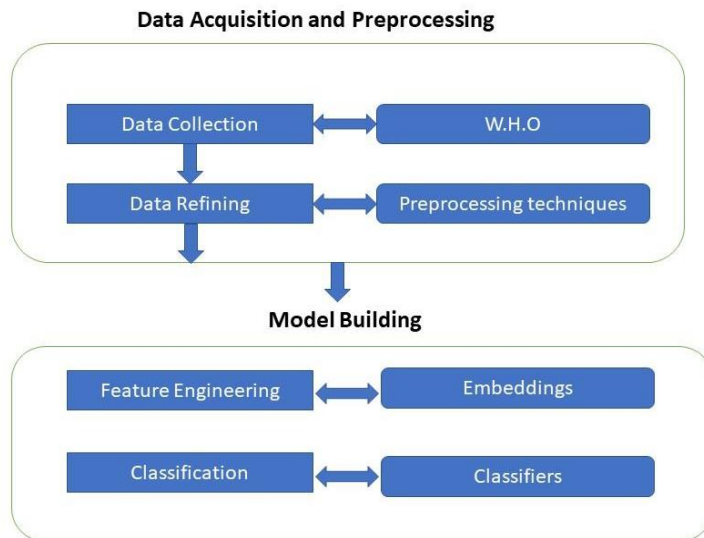 Data Acquisition and Preprocessing
Data Collection
W.H.O
Data Refining
Preprocessing techniques
Model Building
Feature Engineering
Embeddings
Classification
Classifiers